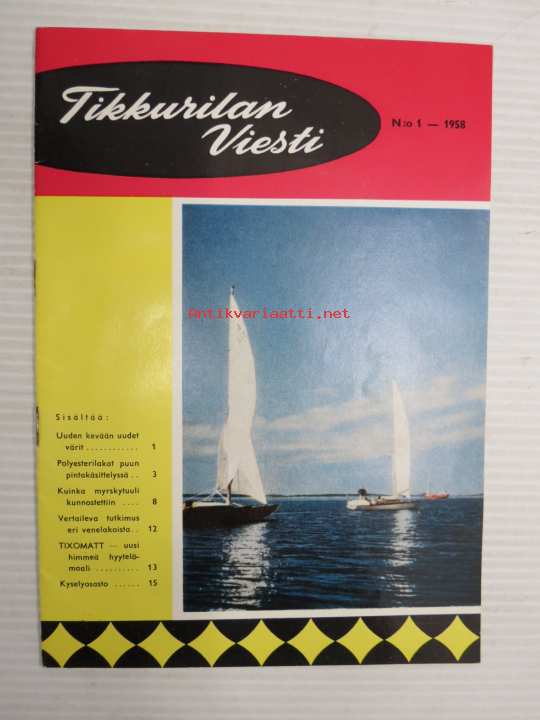 Tikkurilan
Viesti
N:o 1 — 1958
Antikvariaatti.net
Sisältää:
Uuden kevään uudet
värit ............ 1
Polyesterilakat puun
pintakäsittelyssä .. 3
Kuinka myrskytuuli
kunnostettiin .... 8
Vertaileva tutkimus
eri venelakoista .. 12
TIXOMATT — uusi
himmeä hyytelö-
maali .......... 13
Kyselyosasto ...... 15